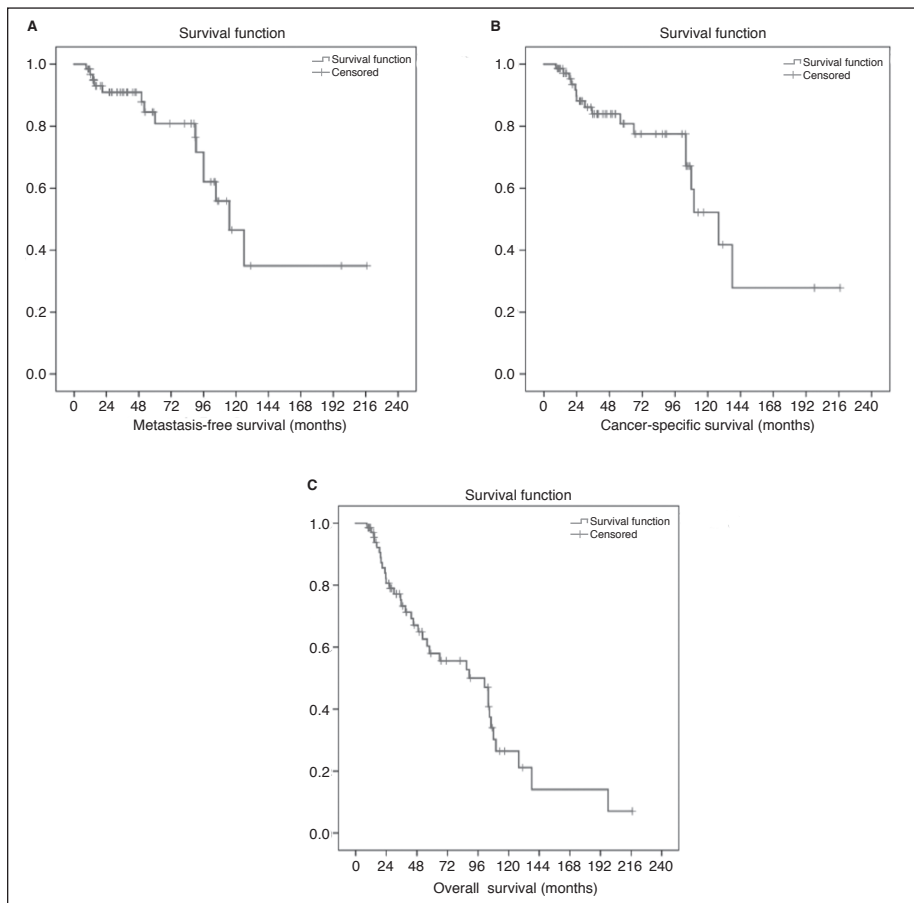 A
Survival function
Survival function
Censored
1.0
0.8
0.6
0.4
0.2
0.0
0 24 48 72 96 120 144 168 192 216 240
Metastasis-free survival (months)
B
Survival function
Survival function
Censored
1.0
0.8
0.6
0.4
0.2
0.0
0 24 48 72 96 120 144 168 192 216 240
Cancer-specific survival (months)
C
Survival function
Survival function
Censored
1.0
0.8
0.6
0.4
0.2
0.0
0 24 48 72 96 120 144 168 192 216 240
Overall survival (months)